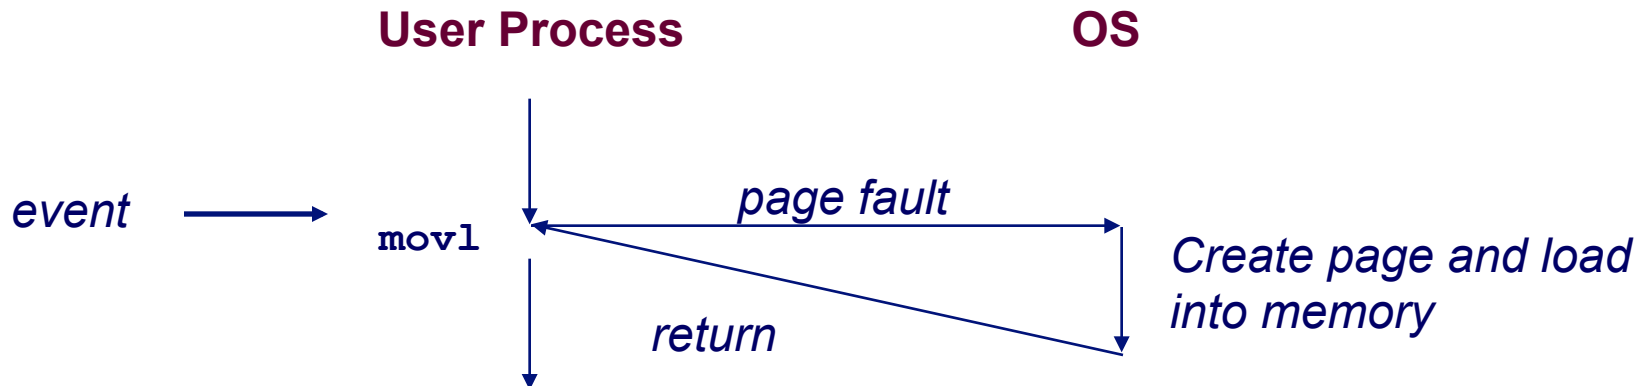 User Process OS
event
movl
page fault
Create page and load
into memory
return